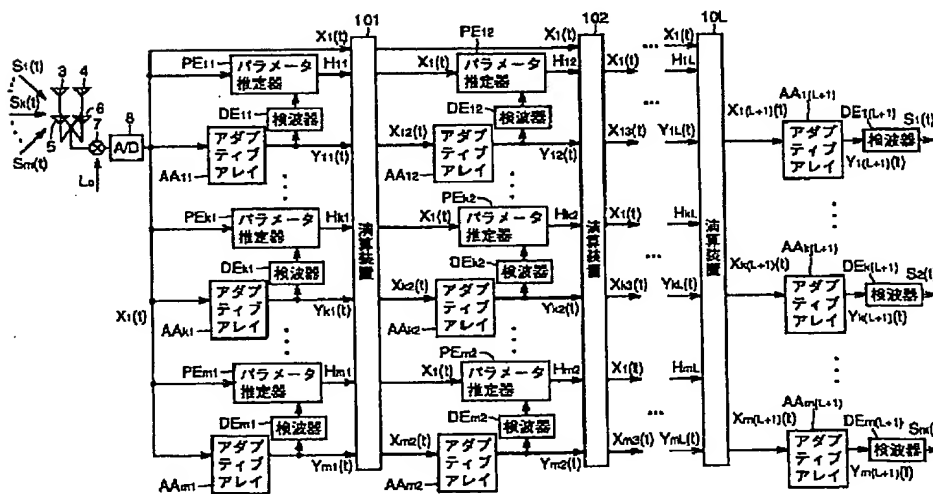 101
102
10L
S1(t)
3
4
Sk(t)
5
6
7
8
Sm(t)
A/D
Lo
X1(t)
X1(t)
PE11
パラメータ
推定器
H11
DE11
検波器
アダプ
ティブ
アレイ
AA11
Y11(t)
PEk1
パラメータ
推定器
Hk1
DEk1
検波器
アダプ
ティブ
アレイ
AAk1
Yk1(t)
PEm1
パラメータ
推定器
Hm1
DEm1
検波器
アダプ
ティブ
アレイ
AAm1
Ym1(t)
演算装置
PE12
X1(t)
パラメータ
推定器
H12
DE12
検波器
X12(t)
アダプ
ティブ
アレイ
AA12
Y12(t)
X1(t)
PEk2
パラメータ
推定器
Hk2
DEk2
検波器
Xk2(t)
アダプ
ティブ
アレイ
AAk2
Yk2(t)
PEm2
X1(t)
パラメータ
推定器
Hm2
DEm2
検波器
Xm2(t)
アダプ
ティブ
アレイ
AAm2
Ym2(t)
演算装置
X1(t)
X1(t)
H1L
X13(t)
Y1L(t)
X1(t)
HkL
Xk3(t)
YkL(t)
X1(t)
HmL
Xm3(t)
YmL(t)
演算装置
AA1(L+1)
X1(L+1)(t)
アダプ
ティブ
アレイ
DE1(L+1)
検波器
S1(t)
Y1(L+1)(t)
AAk(L+1)
Xk(L+1)(t)
アダプ
ティブ
アレイ
DEk(L+1)
検波器
S2(t)
Yk(L+1)(t)
AAm(L+1)
Xm(L+1)(t)
アダプ
ティブ
アレイ
DEm(L+1)
検波器
Sm(t)
Ym(L+1)(t)